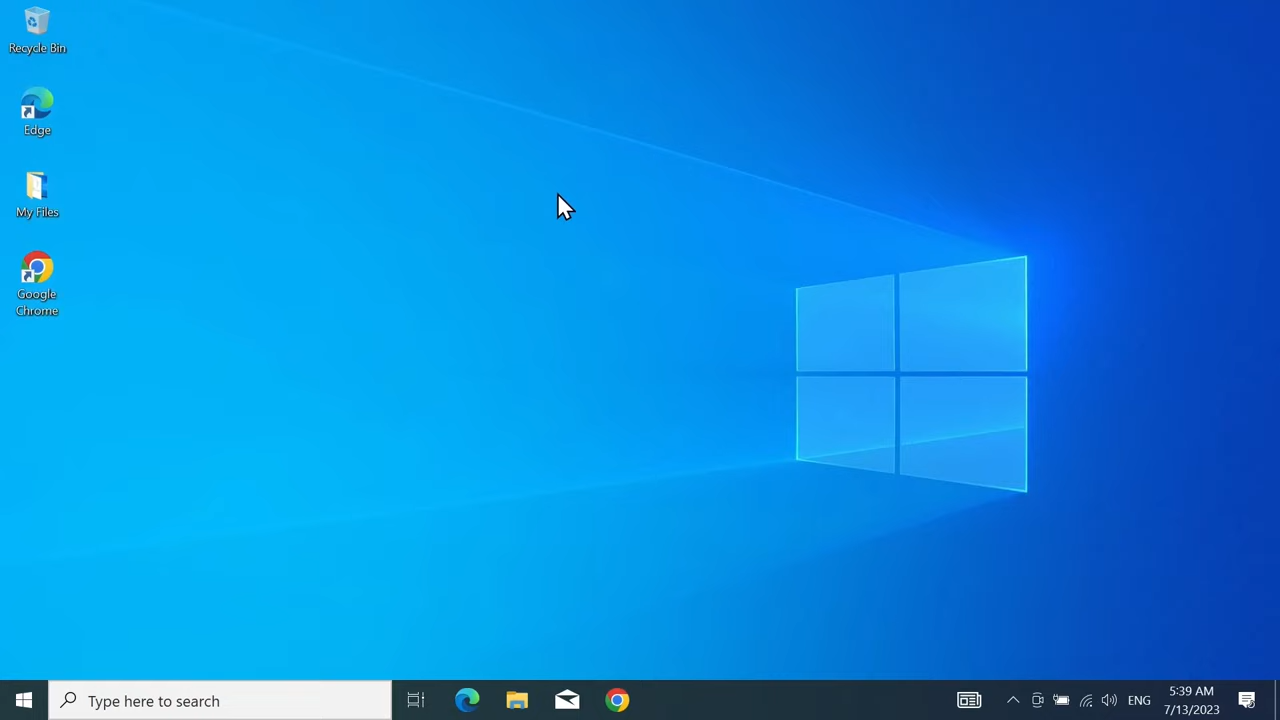 Recycle Bin
Edge
My Files
Google
Chrome
Type here to search
ENG
5:39 AM
7/13/2023